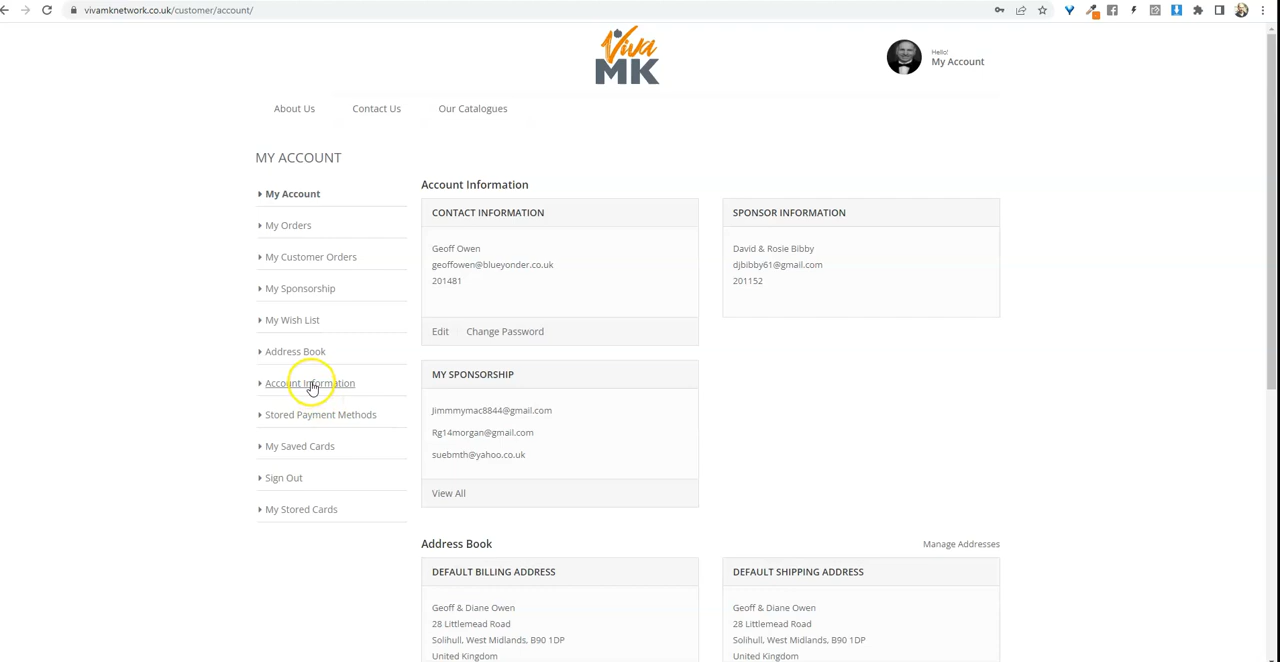 vivamknetwork.co.uk/customer/account/
Viva
MK
Hello!
My Account
About Us
Contact Us
Our Catalogues
MY ACCOUNT
My Account
My Orders
My Customer Orders
My Sponsorship
My Wish List
Address Book
Account Information
Stored Payment Methods
My Saved Cards
Sign Out
My Stored Cards
Account Information
CONTACT INFORMATION
Geoff Owen
geoffowen@blueyonder.co.uk
201481
Edit Change Password
SPONSOR INFORMATION
David & Rosie Bibby
djbibby61@gmail.com
201152
MY SPONSORSHIP
Jimmmymac8844@gmail.com
Rg14morgan@gmail.com
suebmth@yahoo.co.uk
View All
Address Book
Manage Addresses
DEFAULT BILLING ADDRESS
Geoff & Diane Owen
28 Littlemead Road
Solihull, West Midlands, B90 1DP
United Kingdom
DEFAULT SHIPPING ADDRESS
Geoff & Diane Owen
28 Littlemead Road
Solihull, West Midlands, B90 1DP
United Kingdom